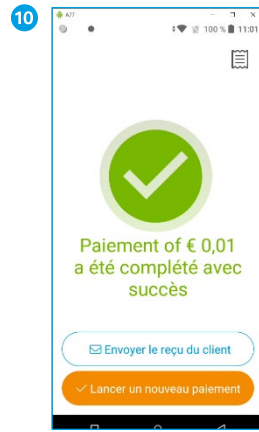 10
A77
100 % 11:01
Paiement of € 0,01
a été complété avec
succès
Envoyer le reçu du client
Lancer un nouveau paiement